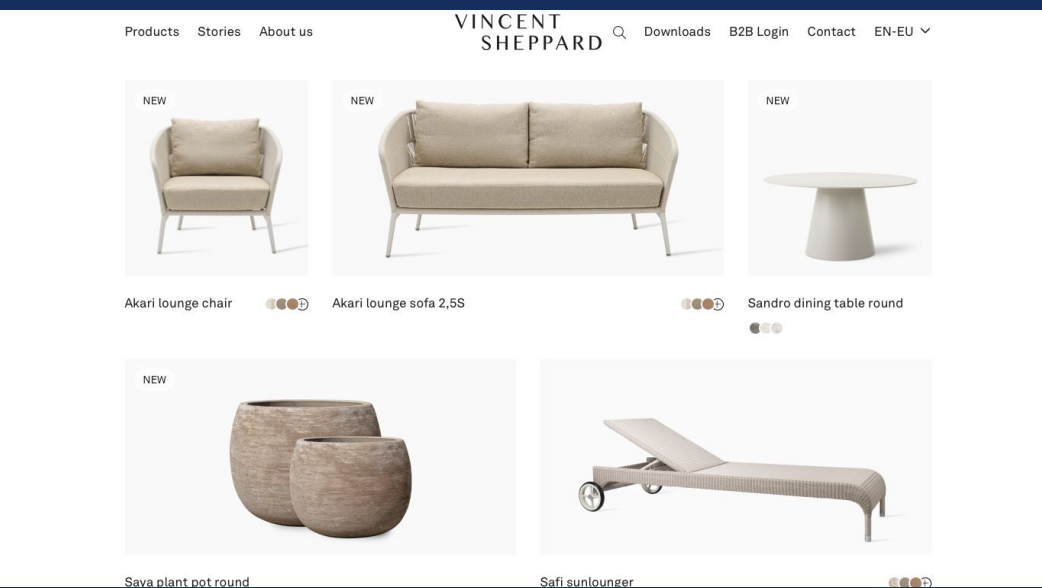 Products Stories About us VINCENT SHEPPARD Downloads B2B Login Contact EN-EU
NEW NEW NEW
Akari lounge chair Akari lounge sofa 2,5S Sandro dining table round
NEW
Saya plant pot round Safi sunlounger